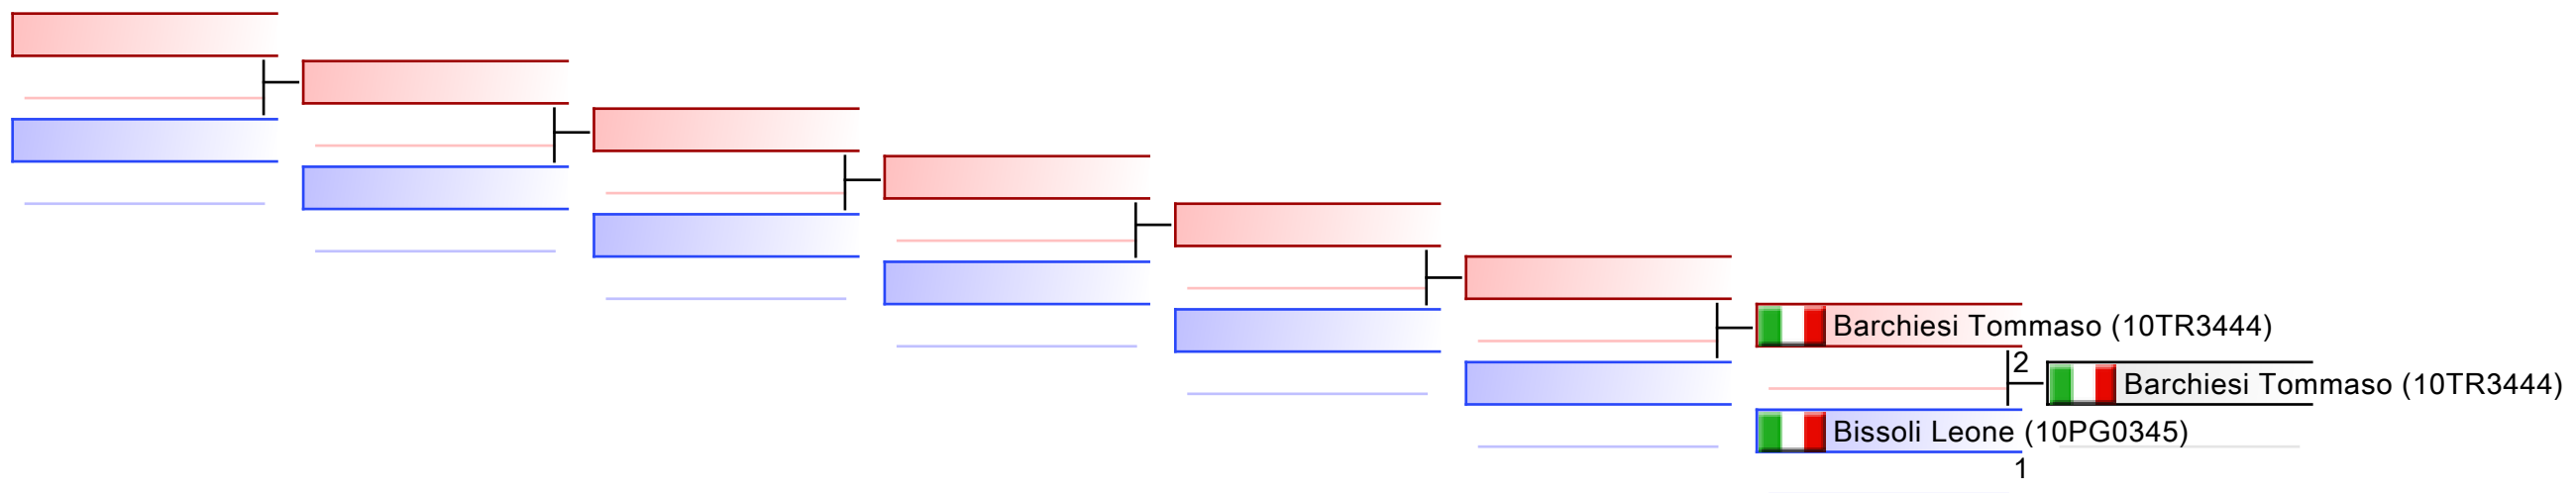 Barchiesi Tommaso (10TR3444)
2
Barchiesi Tommaso (10TR3444)
Bissoli Leone (10PG0345)
1